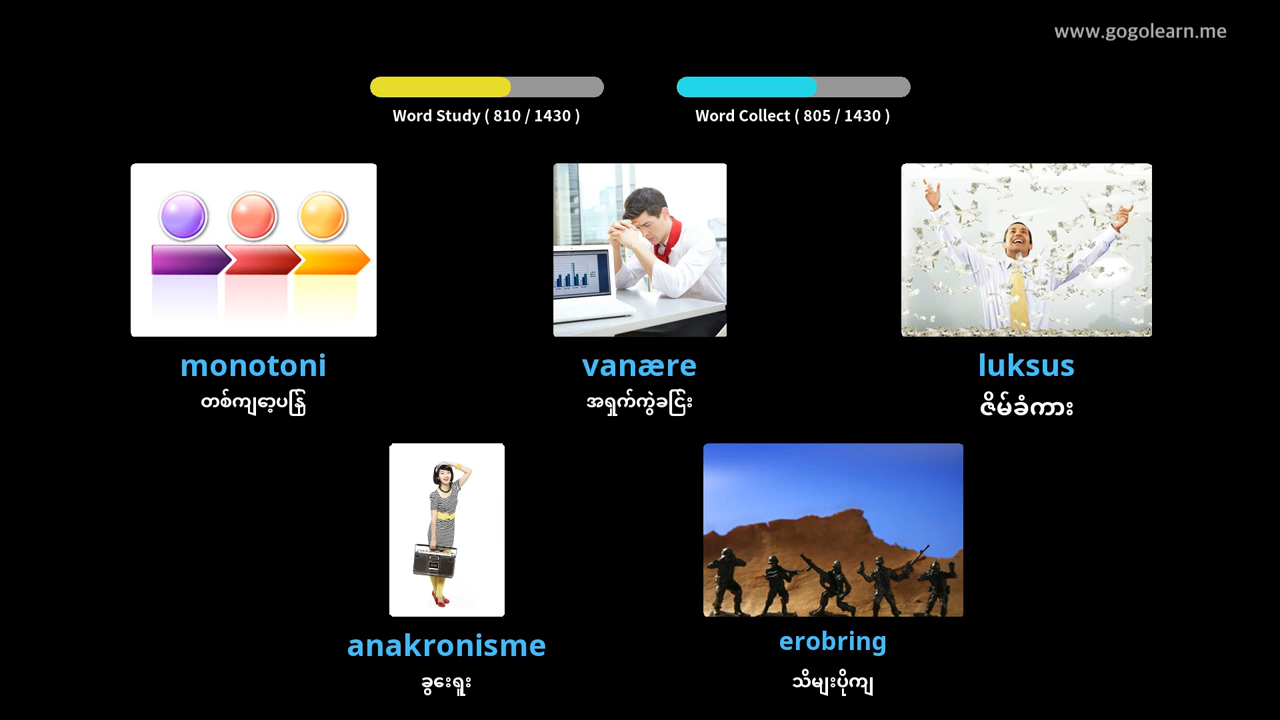 www.gogolearn.me
Word Study ( 810 / 1430 )
Word Collect ( 805 / 1430 )
monotoni
တစ်ကျော့ပြန်
vanære
အရှက်ကွဲခြင်း
luksus
ဇိမ်ခံကား
anakronisme
ခွေးရူး
erobring
သိမ်းပိုက်